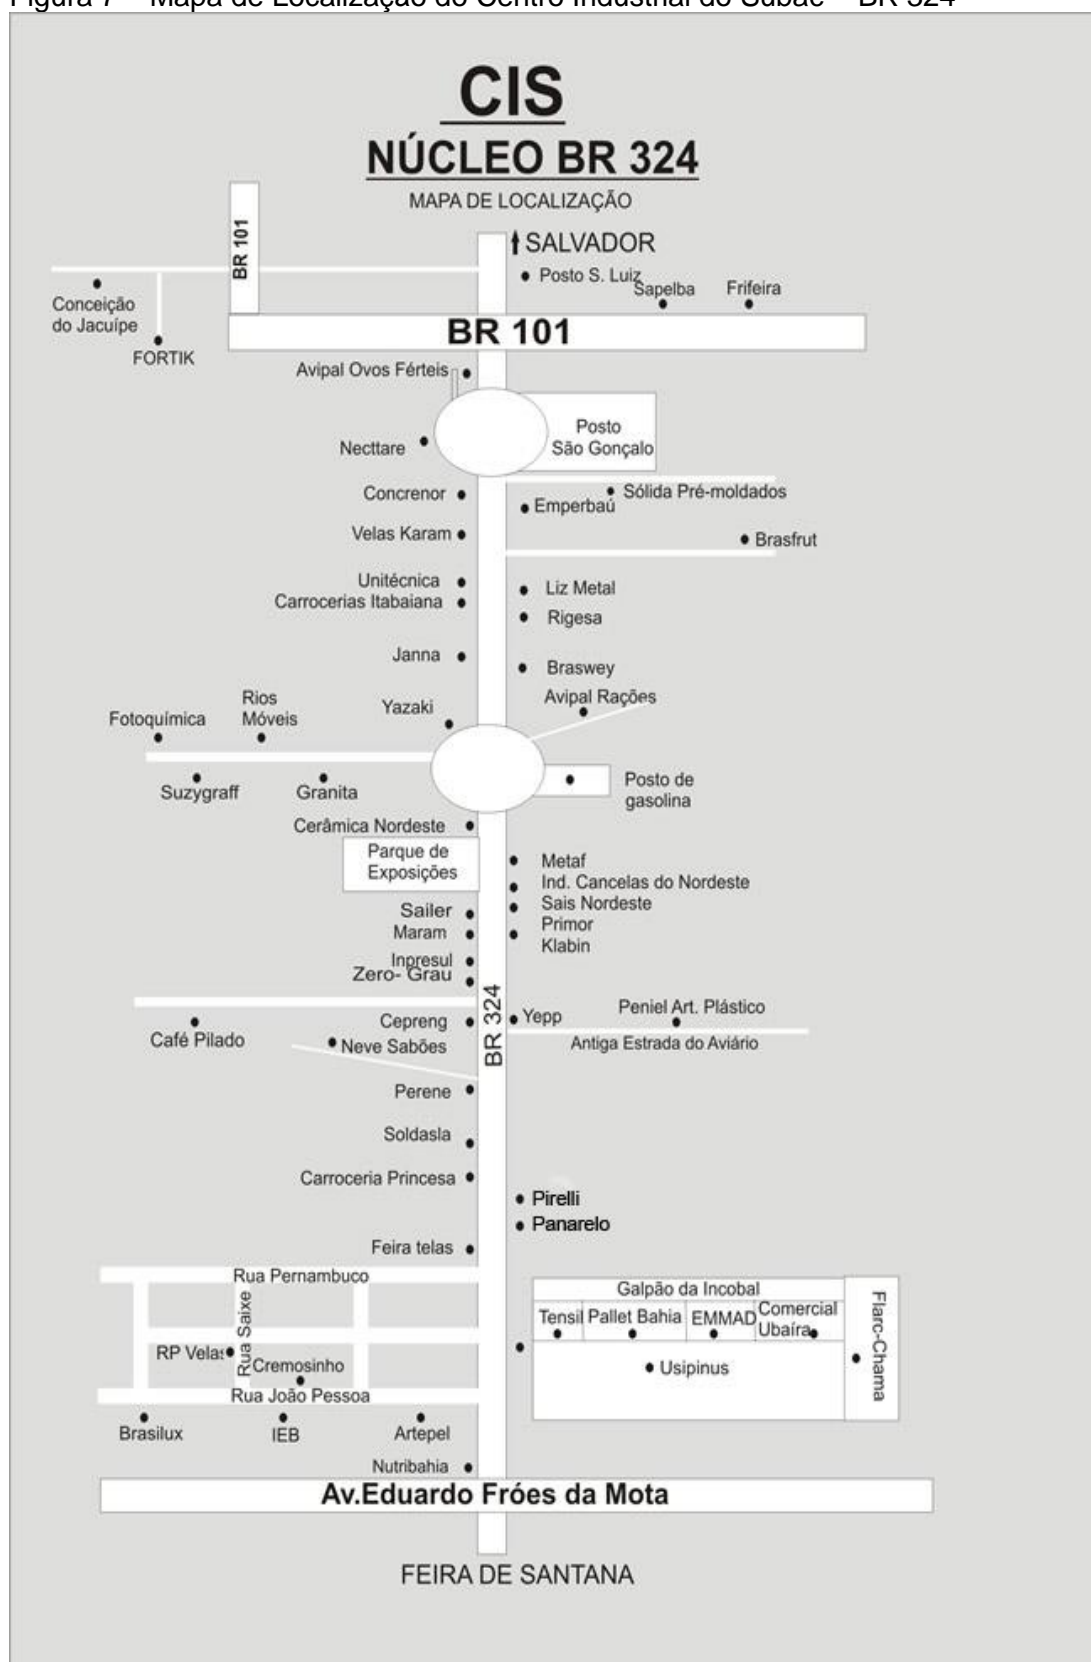 Figura 7 – Mapa de Localização do Centro Industrial do Subaé – BR 324
CIS
NÚCLEO BR 324
MAPA DE LOCALIZAÇÃO
BR 101
SALVADOR
Posto S. Luiz
Sapelba
Frifeira
Conceição
do Jacuípe
FORTIK
BR 101
Avipal Ovos Férteis
Posto
São Gonçalo
Necttare
Concrenor
Sólida Pré-moldados
Emperbaú
Velas Karam
Brasfrut
Unitécnica
Liz Metal
Carrocerias Itabaiana
Rigesa
Janna
Braswey
Avipal Rações
Yazaki
Rios
Móveis
Fotoquímica
Suzygraff
Granita
Posto de
gasolina
Cerâmica Nordeste
Parque de
Exposições
Metaf
Ind. Cancelas do Nordeste
Sais Nordeste
Primor
Klabin
Sailer
Maram
Inpresul
Zero- Grau
BR 324
Yepp
Peniel Art. Plástico
Antiga Estrada do Aviário
Café Pilado
Cepreng
Neve Sabões
Perene
Soldasla
Carroceria Princesa
Pirelli
Panarelo
Feira telas
Rua Pernambuco
Galpão da Incobal
Tensil
Pallet Bahia
EMMAD
Comercial
Ubaíra
Flarc-Chama
Usipinus
Rua Saixe
RP Velas
Cremosinho
Rua João Pessoa
Brasilux
IEB
Artepel
Nutribahia
Av.Eduardo Fróes da Mota
FEIRA DE SANTANA